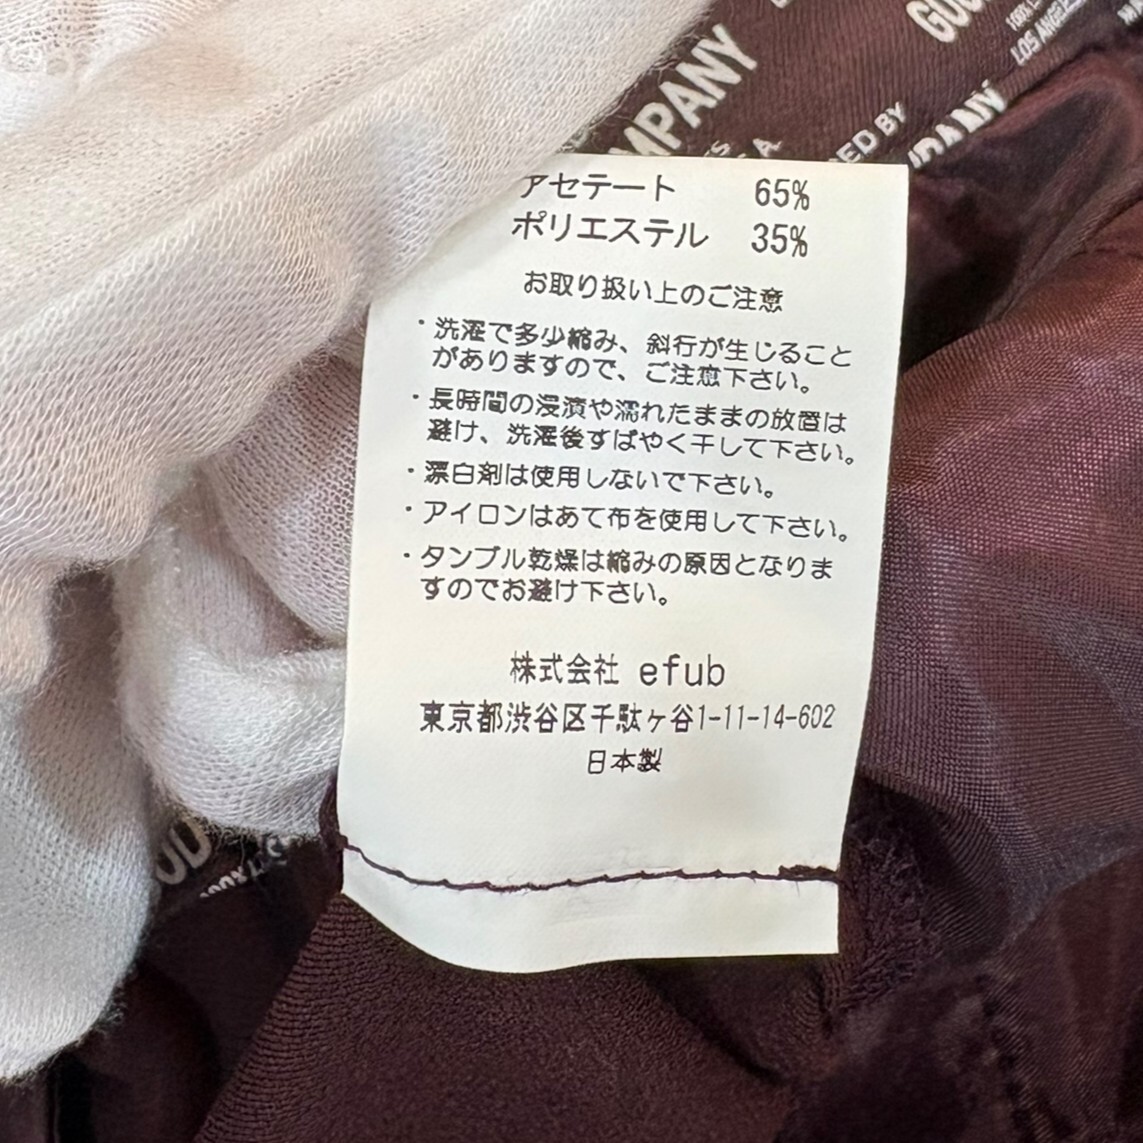 MPANY
GOO
LOS ANGELES
ED BY
アセテート 65%
ポリエステル 35%
お取り扱い上のご注意
・洗濯で多少縮み、斜行が生じること
がありますので、ご注意下さい。
・長時間の浸漬や濡れたままの放置は
避け、洗濯後すばやく干して下さい。
・漂白剤は使用しないで下さい。
・アイロンはあて布を使用して下さい。
・タンブル乾燥は縮みの原因となりま
すのでお避け下さい。
株式会社 efub
東京都渋谷区千駄ヶ谷1-11-14-602
日本製